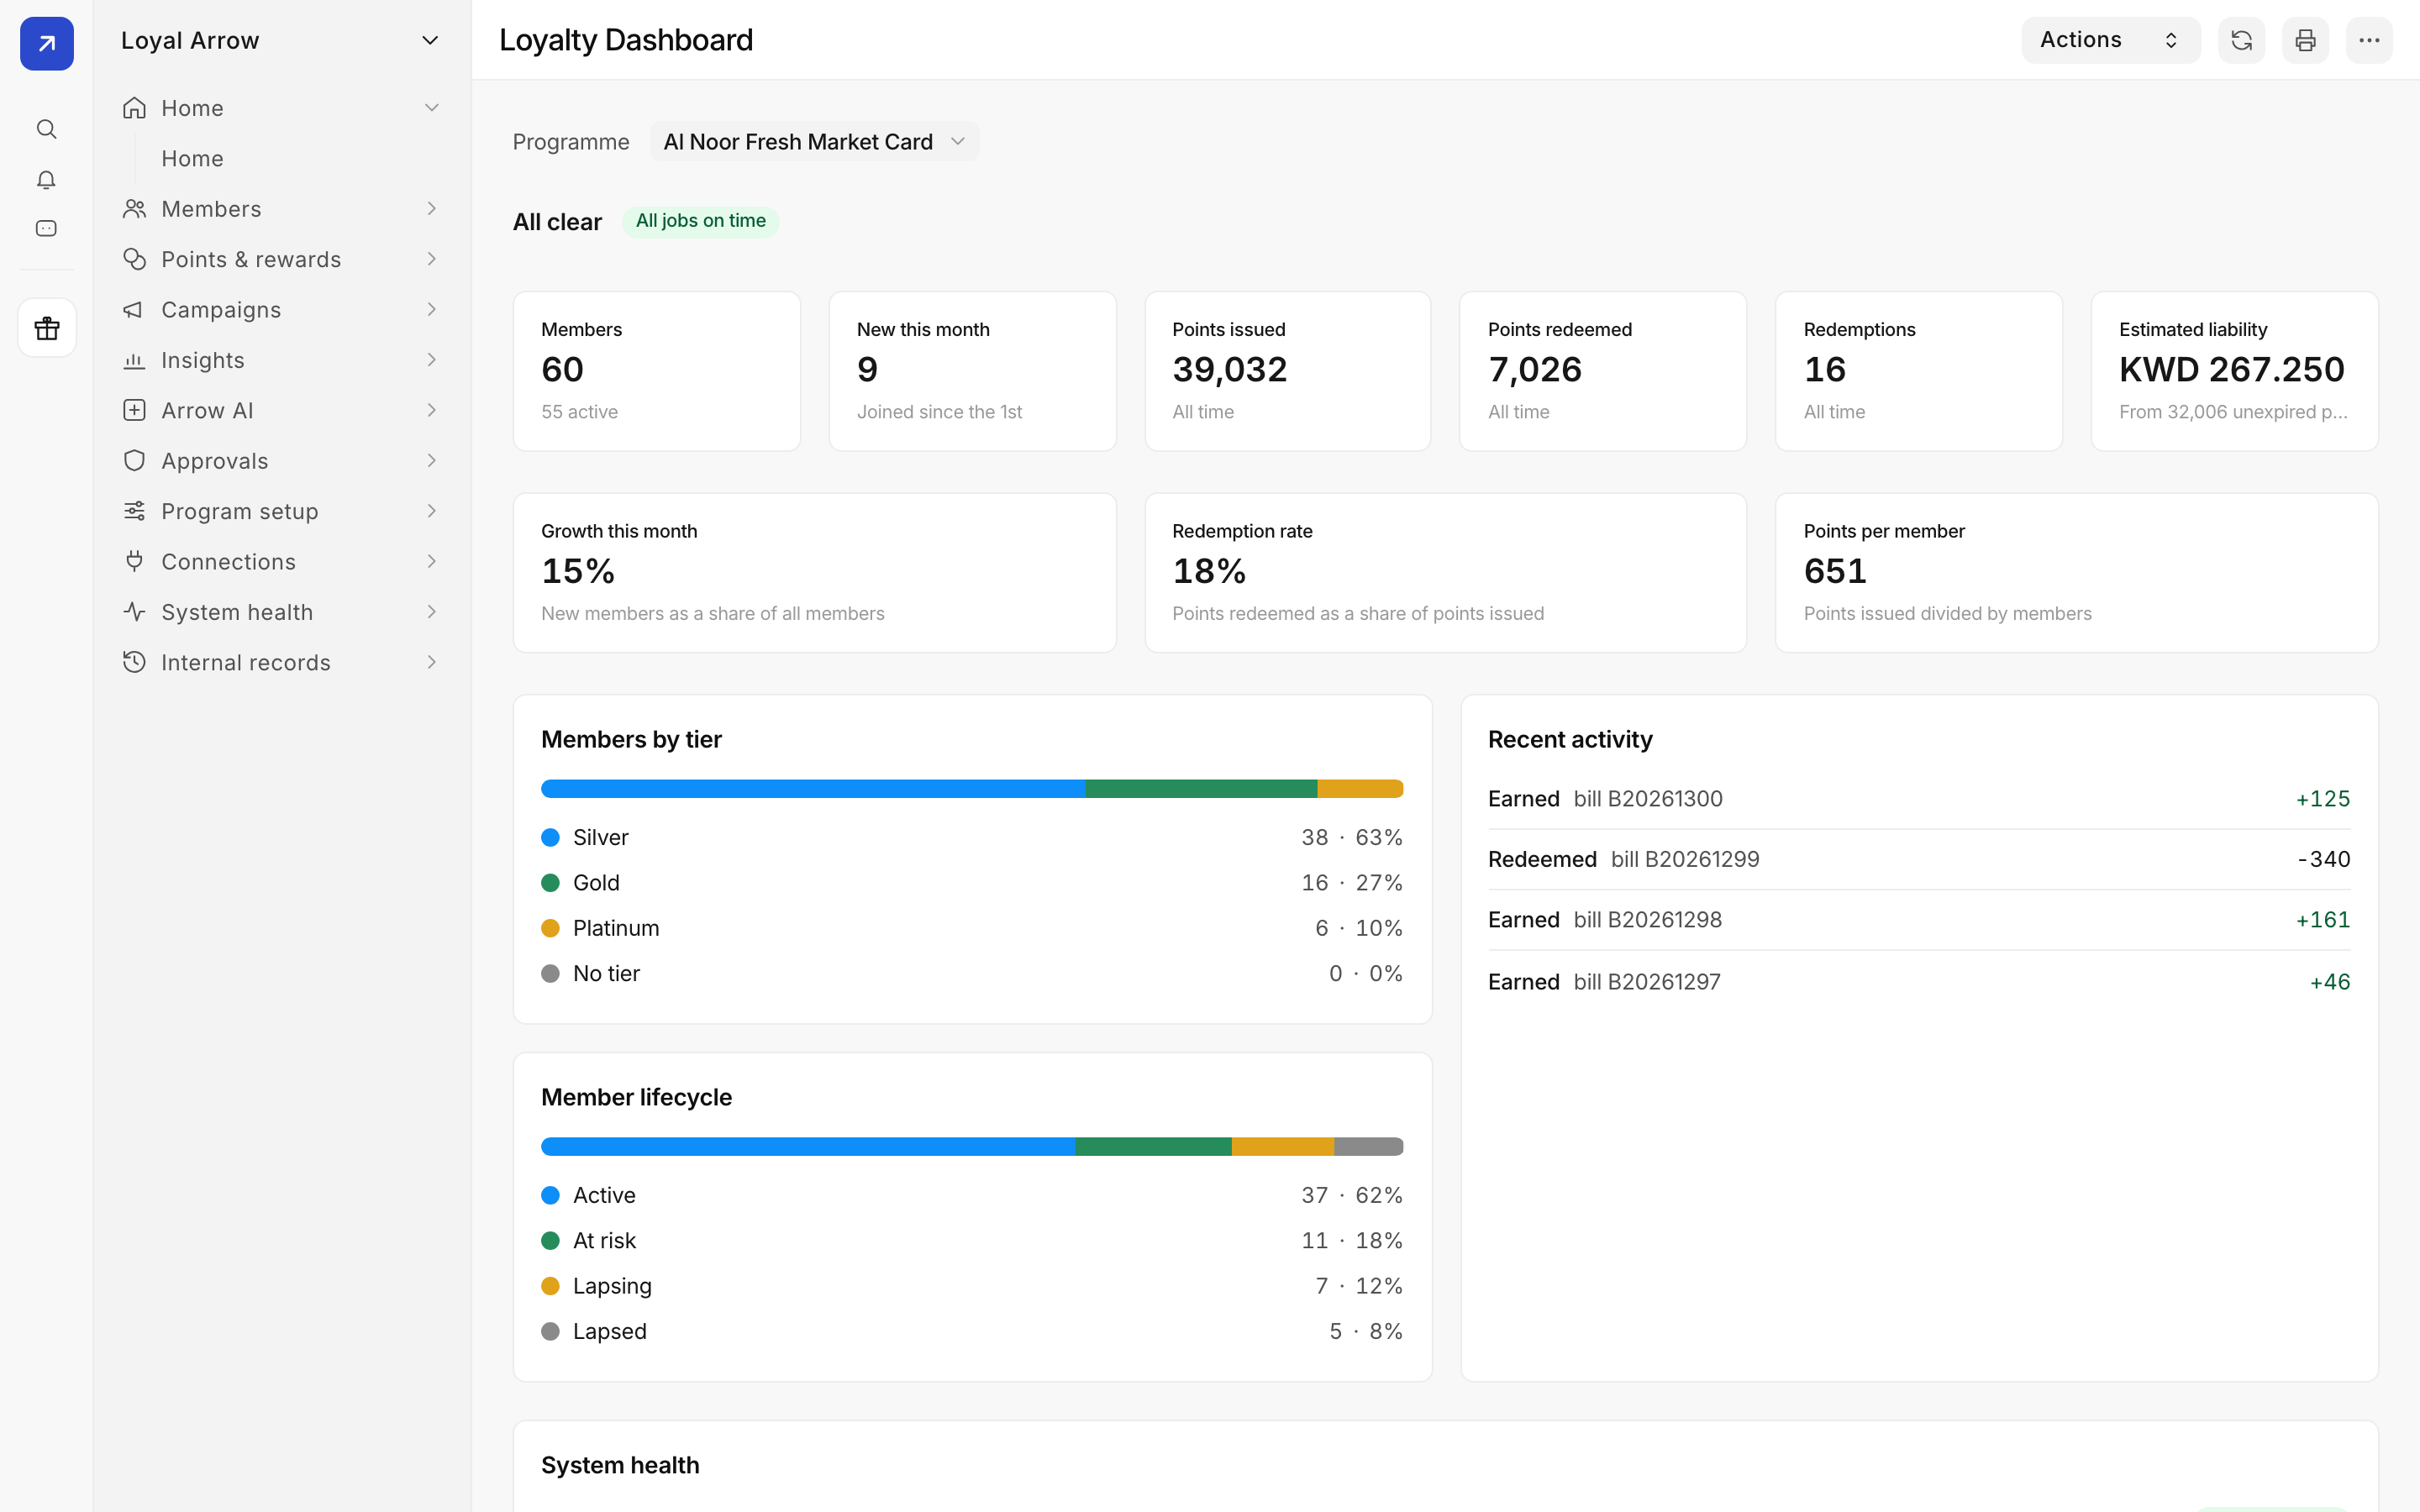 Loyal Arrow
Home
Home
Members
Points & rewards
Campaigns
Insights
Arrow AI
Approvals
Program setup
Connections
System health
Internal records
Loyalty Dashboard
Actions
Programme
Al Noor Fresh Market Card
All clear
All jobs on time
Members
60
55 active
New this month
9
Joined since the 1st
Points issued
39,032
All time
Points redeemed
7,026
All time
Redemptions
16
All time
Estimated liability
KWD 267.250
From 32,006 unexpired p...
Growth this month
15%
New members as a share of all members
Redemption rate
18%
Points redeemed as a share of points issued
Points per member
651
Points issued divided by members
Members by tier
Silver 38 · 63%
Gold 16 · 27%
Platinum 6 · 10%
No tier 0 · 0%
Recent activity
Earned bill B20261300 +125
Redeemed bill B20261299 -340
Earned bill B20261298 +161
Earned bill B20261297 +46
Member lifecycle
Active 37 · 62%
At risk 11 · 18%
Lapsing 7 · 12%
Lapsed 5 · 8%
System health